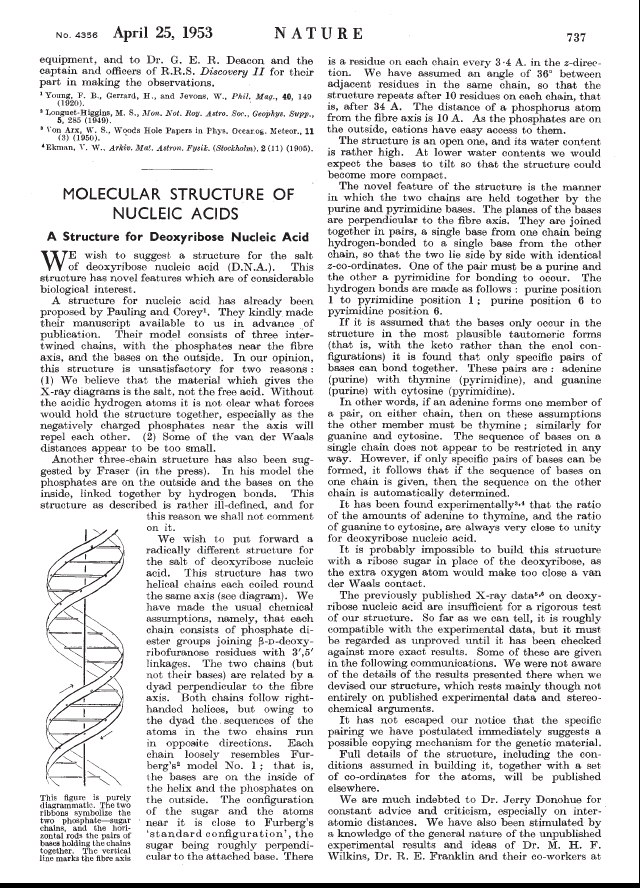 No. 4356 April 25, 1953 NATURE 737
equipment, and to Dr. G. E. R. Deacon and the
captain and officers of R.R.S. Discovery II for their
part in making the observations.
¹ Young, F. B., Gerrard, H., and Jevons, W., Phil. Mag., 40, 149
(1920).
² Longuet-Higgins, M. S., Mon. Not. Roy. Astro. Soc., Geophys. Supp.,
5, 285 (1949).
³ Von Arx, W. S., Woods Hole Papers in Phys. Oceanog. Meteor., 11
(3) (1950).
⁴ Ekman, V. W., Arkiv. Mat. Astron. Fysik. (Stockholm), 2 (11) (1905).
MOLECULAR STRUCTURE OF
NUCLEIC ACIDS
A Structure for Deoxyribose Nucleic Acid
WE wish to suggest a structure for the salt
of deoxyribose nucleic acid (D.N.A.). This
structure has novel features which are of considerable
biological interest.
A structure for nucleic acid has already been
proposed by Pauling and Corey¹. They kindly made
their manuscript available to us in advance of
publication. Their model consists of three inter-
twined chains, with the phosphates near the fibre
axis, and the bases on the outside. In our opinion,
this structure is unsatisfactory for two reasons :
(1) We believe that the material which gives the
X-ray diagrams is the salt, not the free acid. Without
the acidic hydrogen atoms it is not clear what forces
would hold the structure together, especially as the
negatively charged phosphates near the axis will
repel each other. (2) Some of the van der Waals
distances appear to be too small.
Another three-chain structure has also been sug-
gested by Fraser (in the press). In his model the
phosphates are on the outside and the bases on the
inside, linked together by hydrogen bonds. This
structure as described is rather ill-defined, and for
this reason we shall not comment
on it.
We wish to put forward a
radically different structure for
the salt of deoxyribose nucleic
acid. This structure has two
helical chains each coiled round
the same axis (see diagram). We
have made the usual chemical
assumptions, namely, that each
chain consists of phosphate di-
ester groups joining β-D-deoxy-
ribofuranose residues with 3′,5′
linkages. The two chains (but
not their bases) are related by a
dyad perpendicular to the fibre
axis. Both chains follow right-
handed helices, but owing to
the dyad the sequences of the
atoms in the two chains run
in opposite directions. Each
chain loosely resembles Fur-
berg's² model No. 1 ; that is,
the bases are on the inside of
the helix and the phosphates on
the outside. The configuration
of the sugar and the atoms
near it is close to Furberg's
'standard configuration', the
sugar being roughly perpendi-
cular to the attached base. There
This figure is purely
diagrammatic. The two
ribbons symbolize the
two phosphate—sugar
chains, and the hori-
zontal rods the pairs of
bases holding the chains
together. The vertical
line marks the fibre axis
is a residue on each chain every 3·4 A. in the z-direc-
tion. We have assumed an angle of 36° between
adjacent residues in the same chain, so that the
structure repeats after 10 residues on each chain, that
is, after 34 A. The distance of a phosphorus atom
from the fibre axis is 10 A. As the phosphates are on
the outside, cations have easy access to them.
The structure is an open one, and its water content
is rather high. At lower water contents we would
expect the bases to tilt so that the structure could
become more compact.
The novel feature of the structure is the manner
in which the two chains are held together by the
purine and pyrimidine bases. The planes of the bases
are perpendicular to the fibre axis. They are joined
together in pairs, a single base from one chain being
hydrogen-bonded to a single base from the other
chain, so that the two lie side by side with identical
z-co-ordinates. One of the pair must be a purine and
the other a pyrimidine for bonding to occur. The
hydrogen bonds are made as follows : purine position
1 to pyrimidine position 1 ; purine position 6 to
pyrimidine position 6.
If it is assumed that the bases only occur in the
structure in the most plausible tautomeric forms
(that is, with the keto rather than the enol con-
figurations) it is found that only specific pairs of
bases can bond together. These pairs are : adenine
(purine) with thymine (pyrimidine), and guanine
(purine) with cytosine (pyrimidine).
In other words, if an adenine forms one member of
a pair, on either chain, then on these assumptions
the other member must be thymine ; similarly for
guanine and cytosine. The sequence of bases on a
single chain does not appear to be restricted in any
way. However, if only specific pairs of bases can be
formed, it follows that if the sequence of bases on
one chain is given, then the sequence on the other
chain is automatically determined.
It has been found experimentally³,⁴ that the ratio
of the amounts of adenine to thymine, and the ratio
of guanine to cytosine, are always very close to unity
for deoxyribose nucleic acid.
It is probably impossible to build this structure
with a ribose sugar in place of the deoxyribose, as
the extra oxygen atom would make too close a van
der Waals contact.
The previously published X-ray data⁵,⁶ on deoxy-
ribose nucleic acid are insufficient for a rigorous test
of our structure. So far as we can tell, it is roughly
compatible with the experimental data, but it must
be regarded as unproved until it has been checked
against more exact results. Some of these are given
in the following communications. We were not aware
of the details of the results presented there when we
devised our structure, which rests mainly though not
entirely on published experimental data and stereo-
chemical arguments.
It has not escaped our notice that the specific
pairing we have postulated immediately suggests a
possible copying mechanism for the genetic material.
Full details of the structure, including the con-
ditions assumed in building it, together with a set
of co-ordinates for the atoms, will be published
elsewhere.
We are much indebted to Dr. Jerry Donohue for
constant advice and criticism, especially on inter-
atomic distances. We have also been stimulated by
a knowledge of the general nature of the unpublished
experimental results and ideas of Dr. M. H. F.
Wilkins, Dr. R. E. Franklin and their co-workers at